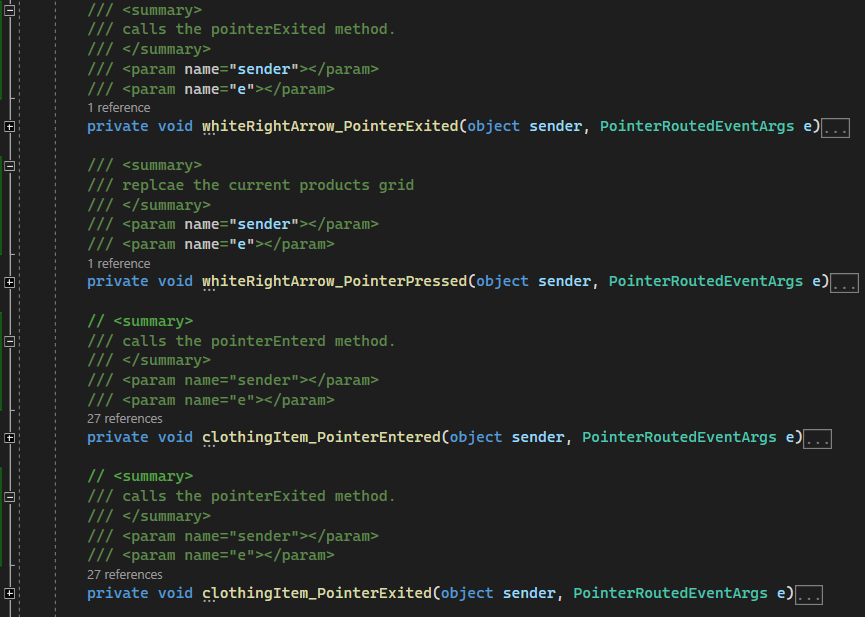 /// <summary>
/// calls the pointerExited method.
/// </summary>
/// <param name="sender"></param>
/// <param name="e"></param>
1 reference
private void whiteRightArrow_PointerExited(object sender, PointerRoutedEventArgs e)...
/// <summary>
/// replcae the current products grid
/// </summary>
/// <param name="sender"></param>
/// <param name="e"></param>
1 reference
private void whiteRightArrow_PointerPressed(object sender, PointerRoutedEventArgs e)...
// <summary>
/// calls the pointerEnterd method.
/// </summary>
/// <param name="sender"></param>
/// <param name="e"></param>
27 references
private void clothingItem_PointerEntered(object sender, PointerRoutedEventArgs e)...
// <summary>
/// calls the pointerExited method.
/// </summary>
/// <param name="sender"></param>
/// <param name="e"></param>
27 references
private void clothingItem_PointerExited(object sender, PointerRoutedEventArgs e)...